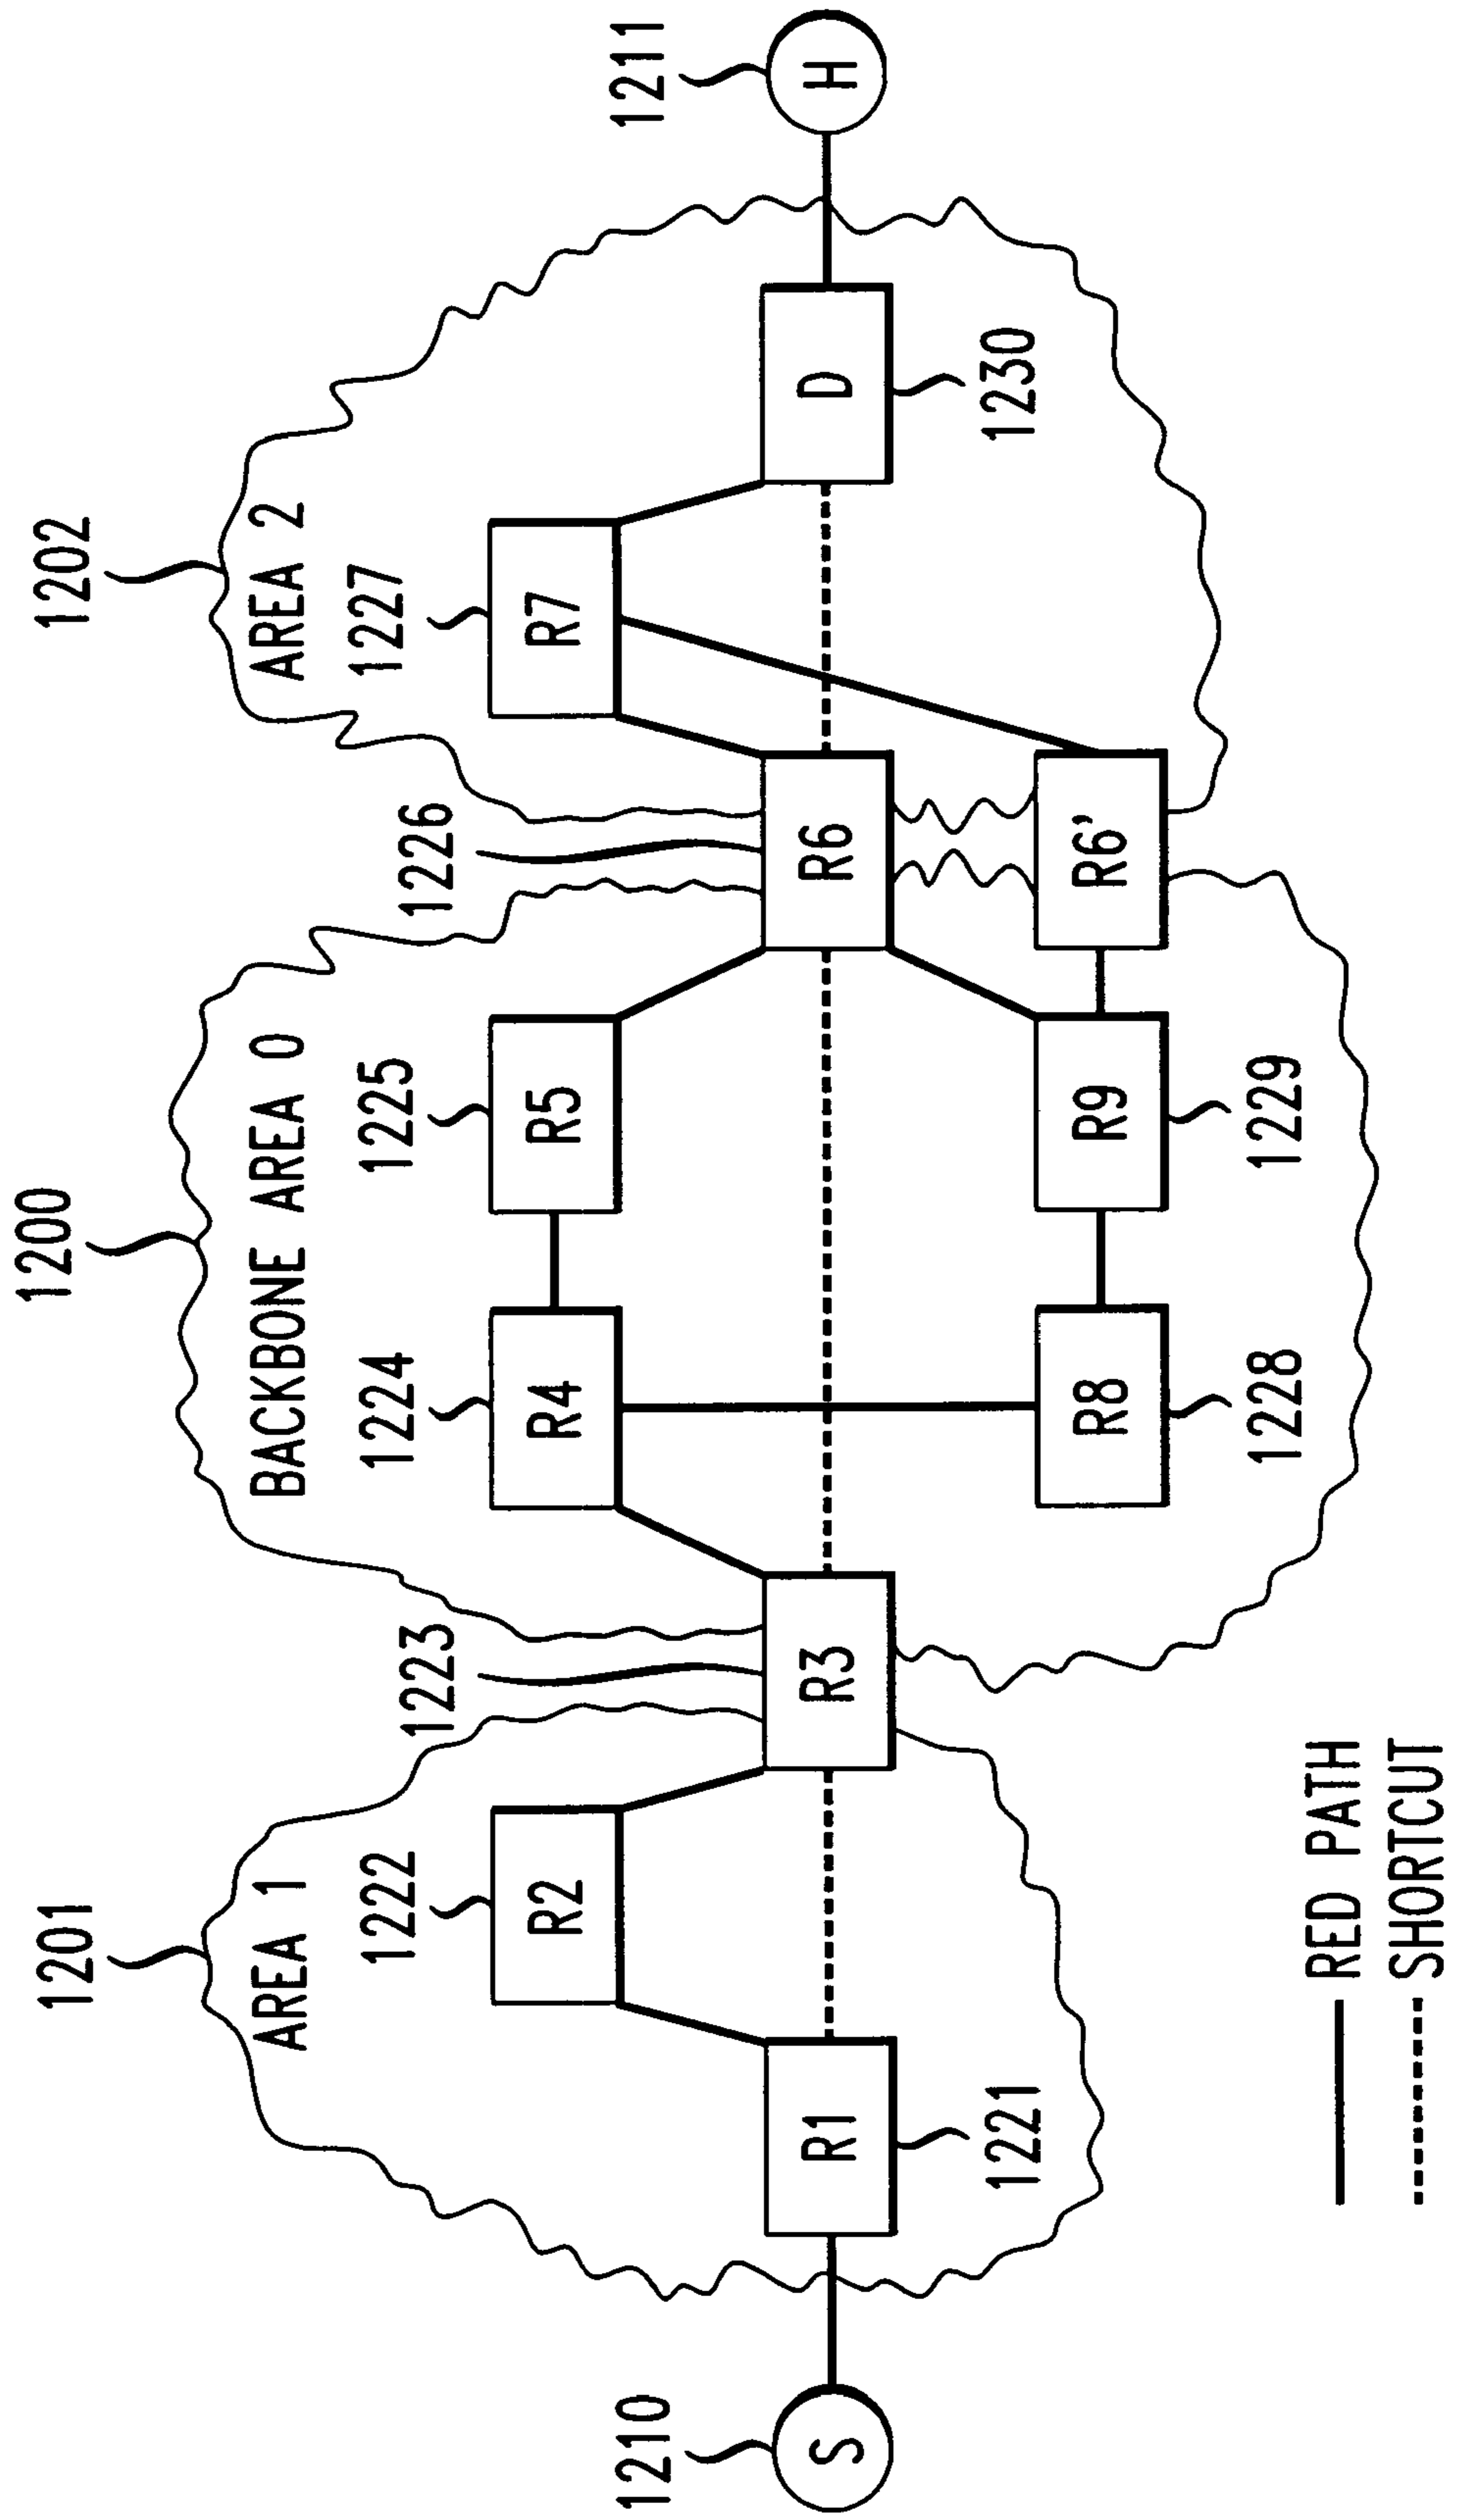 1201
1200
1202
AREA 1
BACKBONE AREA 0
AREA 2
1222
1224
1225
1227
1223
1226
R2
R4
R5
R7
1210
1211
S
R1
R3
R6
D
H
1221
1230
R8
R9
R6'
1228
1229
RED PATH
SHORTCUT